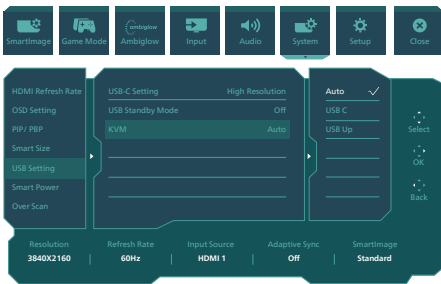 SmartImage
Game Mode
ambiglow
Ambiglow
Input
Audio
System
Setup
Close
HDMI Refresh Rate
OSD Setting
PIP/ PBP
Smart Size
USB Setting
Smart Power
Over Scan
USB-C Setting High Resolution
USB Standby Mode Off
KVM Auto
Auto
USB C
USB Up
Select
OK
Back
Resolution Refresh Rate Input Source Adaptive Sync SmartImage
3840X2160 | 60Hz | HDMI 1 | Off | Standard